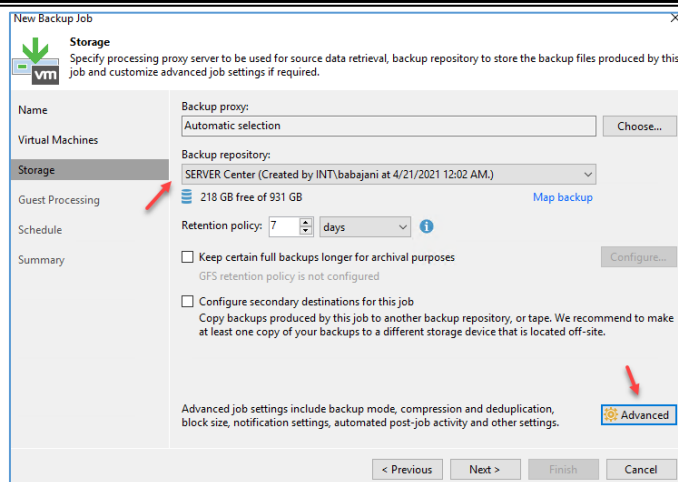 New Backup Job
X
Storage
Specify processing proxy server to be used for source data retrieval, backup repository to store the backup files produced by this
job and customize advanced job settings if required.
vm
Name
Virtual Machines
Storage
Guest Processing
Schedule
Summary
Backup proxy:
Automatic selection
Choose...
Backup repository:
SERVER Center (Created by INT\babajani at 4/21/2021 12:02 AM.)
218 GB free of 931 GB
Map backup
Retention policy: 7 days
Keep certain full backups longer for archival purposes
Configure...
GFS retention policy is not configured
Configure secondary destinations for this job
Copy backups produced by this job to another backup repository, or tape. We recommend to make
at least one copy of your backups to a different storage device that is located off-site.
Advanced job settings include backup mode, compression and deduplication,
block size, notification settings, automated post-job activity and other settings.
Advanced
< Previous
Next >
Finish
Cancel